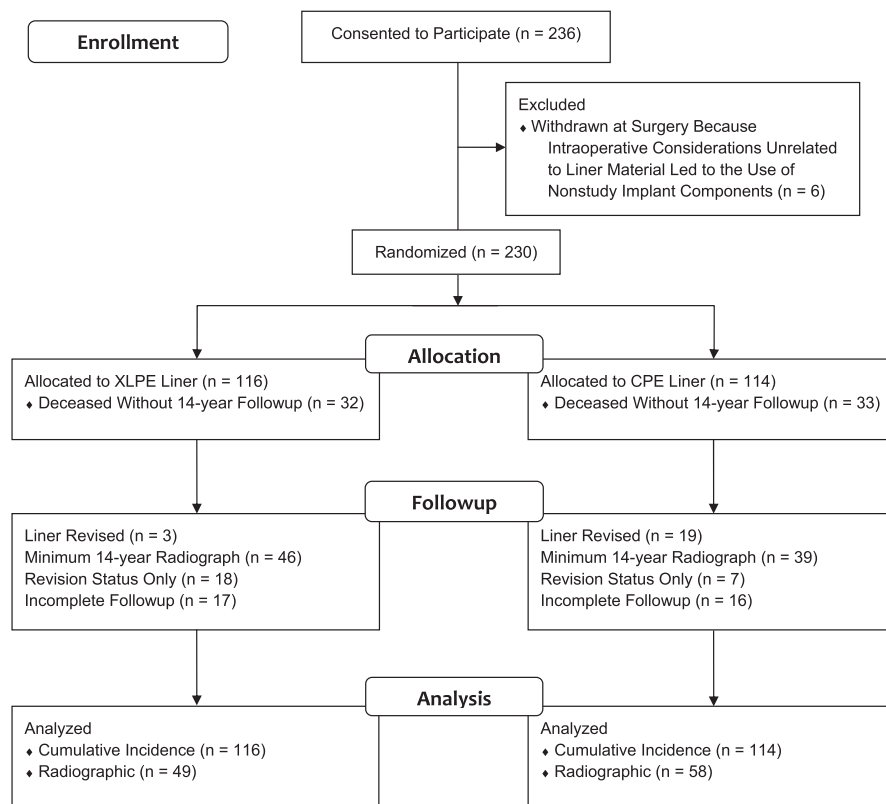 Enrollment
Consented to Participate (n = 236)
Excluded
♦ Withdrawn at Surgery Because
Intraoperative Considerations Unrelated
to Liner Material Led to the Use of
Nonstudy Implant Components (n = 6)
Randomized (n = 230)
Allocation
Allocated to XLPE Liner (n = 116)
♦ Deceased Without 14-year Followup (n = 32)
Allocated to CPE Liner (n = 114)
♦ Deceased Without 14-year Followup (n = 33)
Followup
Liner Revised (n = 3)
Minimum 14-year Radiograph (n = 46)
Revision Status Only (n = 18)
Incomplete Followup (n = 17)
Liner Revised (n = 19)
Minimum 14-year Radiograph (n = 39)
Revision Status Only (n = 7)
Incomplete Followup (n = 16)
Analysis
Analyzed
♦ Cumulative Incidence (n = 116)
♦ Radiographic (n = 49)
Analyzed
♦ Cumulative Incidence (n = 114)
♦ Radiographic (n = 58)